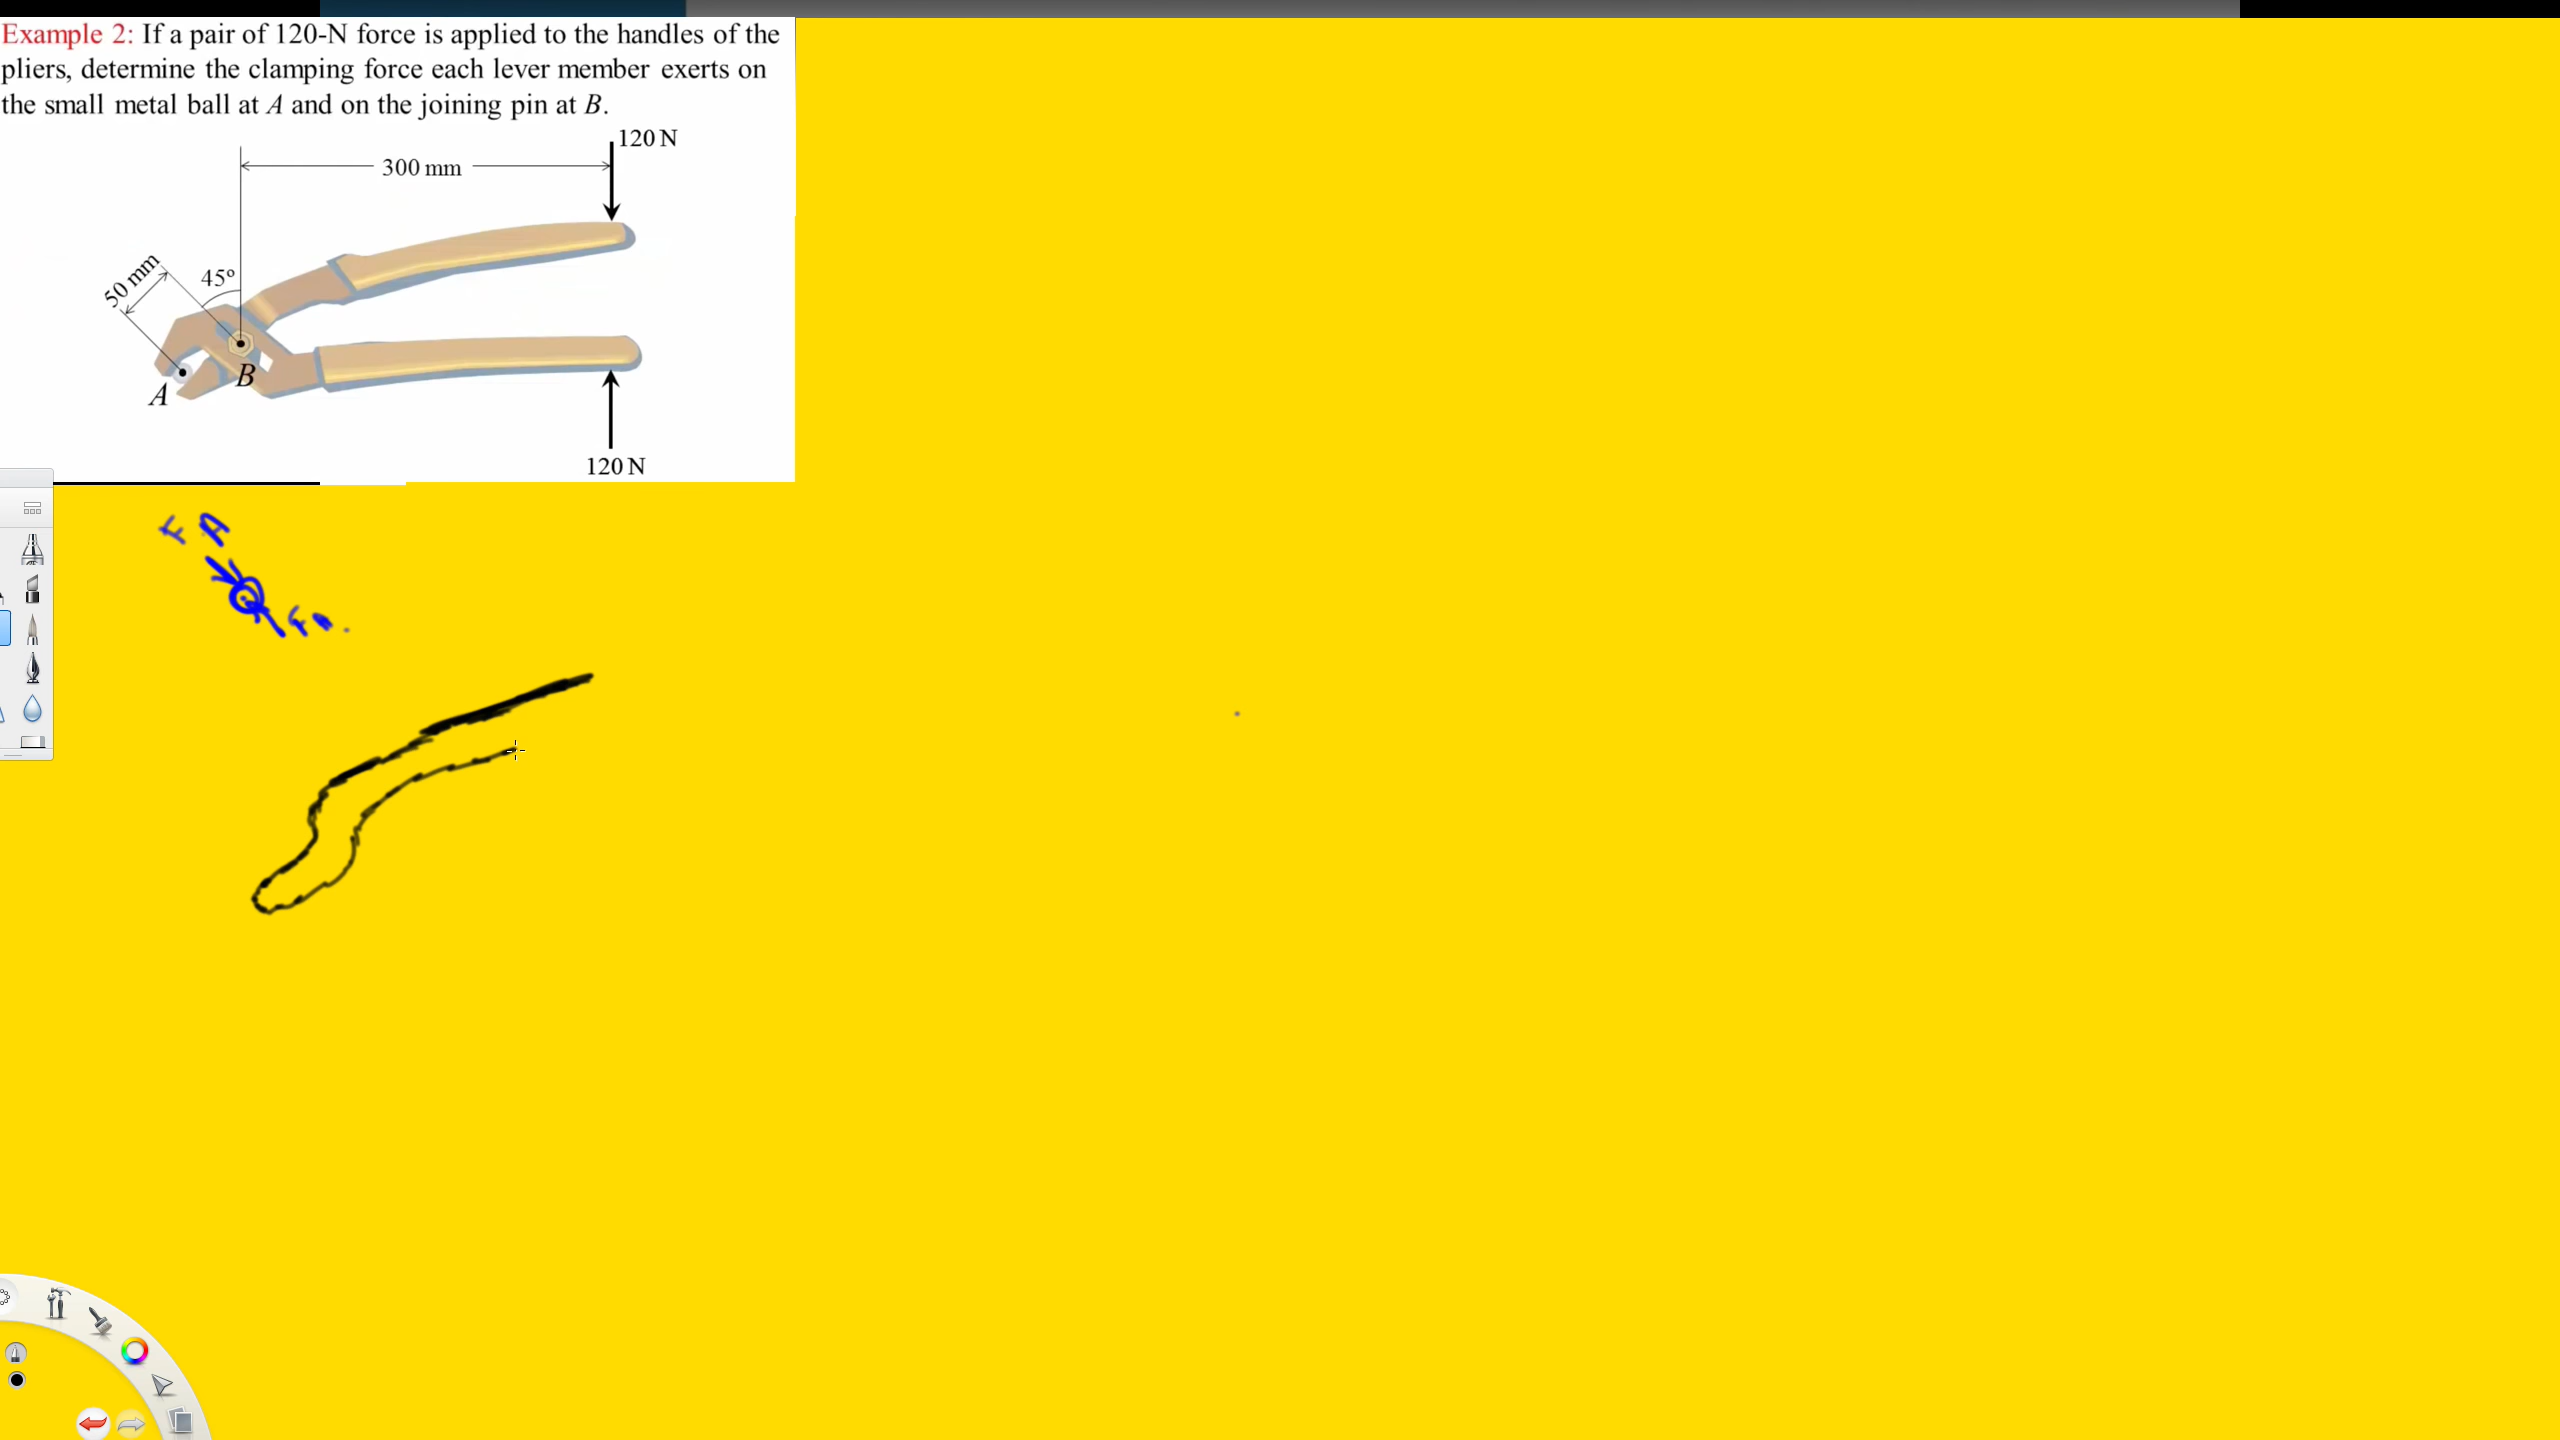 Example 2: If a pair of 120-N force is applied to the handles of the
pliers, determine the clamping force each lever member exerts on
the small metal ball at A and on the joining pin at B.
120 N
300 mm
45º
50 mm
B
A
120 N
F A